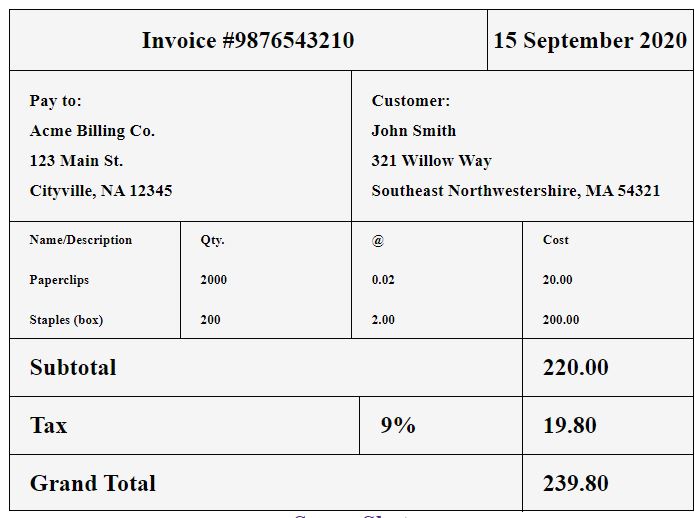 Invoice #9876543210 15 September 2020
Pay to:
Acme Billing Co.
123 Main St.
Cityville, NA 12345
Customer:
John Smith
321 Willow Way
Southeast Northwestershire, MA 54321
Name/Description Qty. @ Cost
Paperclips 2000 0.02 20.00
Staples (box) 200 2.00 200.00
Subtotal 220.00
Tax 9% 19.80
Grand Total 239.80